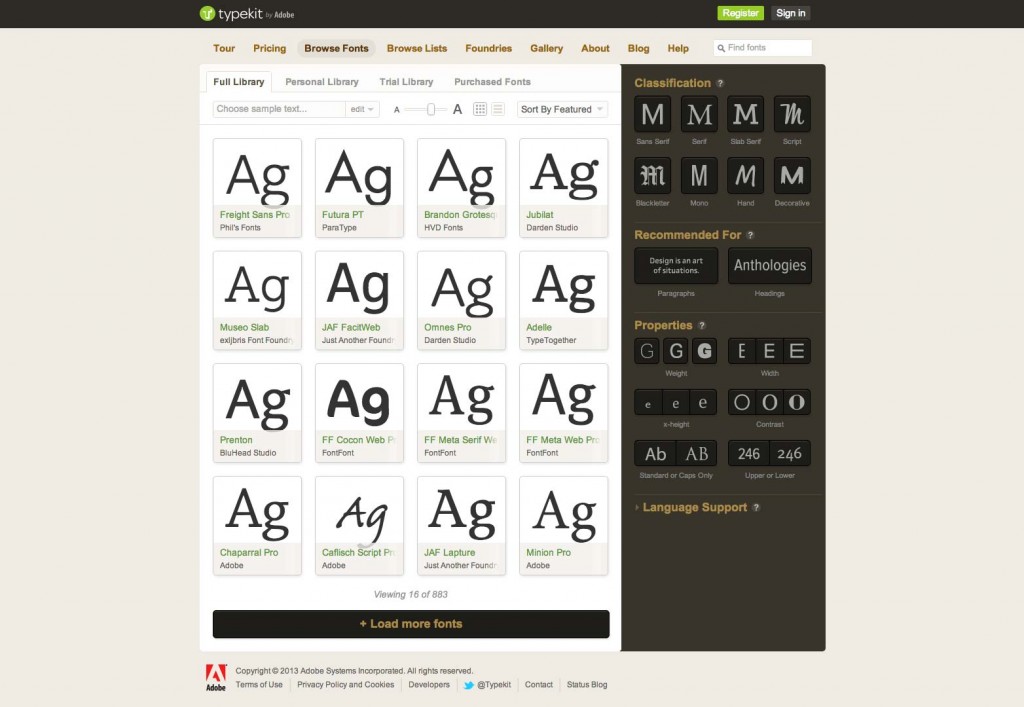 typekit by Adobe
Register Sign in
Tour Pricing Browse Fonts Browse Lists Foundries Gallery About Blog Help Find fonts
Full Library Personal Library Trial Library Purchased Fonts
Choose sample text... edit A A Sort By Featured
Ag Ag Ag Ag
Freight Sans Pro Futura PT Brandon Grotesq Jubilat
Phil's Fonts ParaType HVD Fonts Darden Studio
Ag Ag Ag Ag
Museo Slab JAF FacitWeb Omnes Pro Adelle
exljbris Font Foundr Just Another Found Darden Studio TypeTogether
Ag Ag Ag Ag
Prenton FF Cocon Web P FF Meta Serif We FF Meta Web Pro
BluHead Studio FontFont FontFont FontFont
Ag Ag Ag Ag
Chaparral Pro Caflisch Script Pr JAF Lapture Minion Pro
Adobe Adobe Just Another Found Adobe
Viewing 16 of 883
+ Load more fonts
Classification ?
M M M M
Sans Serif Serif Slab Serif Script
M M M M
Blackletter Mono Hand Decorative
Recommended For ?
Design is an art
of situations.
Anthologies
Paragraphs Headings
Properties ?
G G G E E E
Weight Width
e e e O O O
x-height Contrast
Ab AB 246 246
Standard or Caps Only Upper or Lower
Language Support ?
Adobe
Copyright © 2013 Adobe Systems Incorporated. All rights reserved.
Terms of Use Privacy Policy and Cookies Developers @Typekit Contact Status Blog